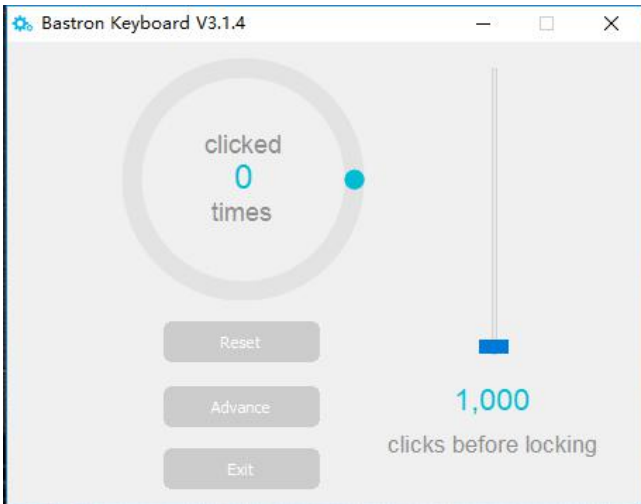 Bastron Keyboard V3.1.4
clicked
0
times
Reset
Advance
Exit
1,000
clicks before locking